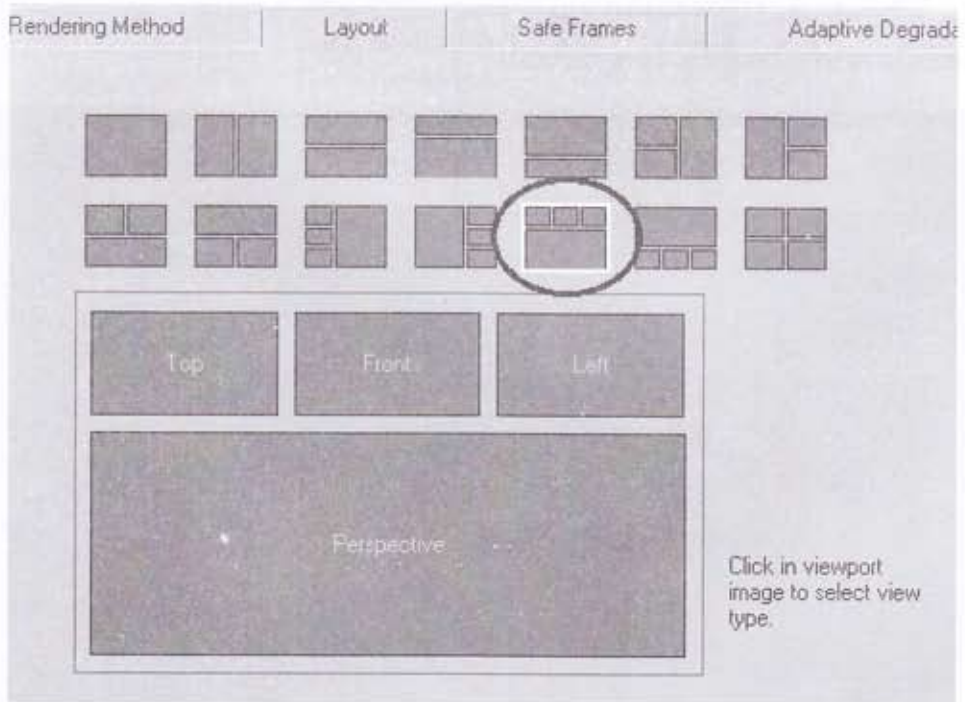 Rendering Method Layout Safe Frames Adaptive Degrada
Top Front Left
Perspective
Click in viewport
image to select view
type.